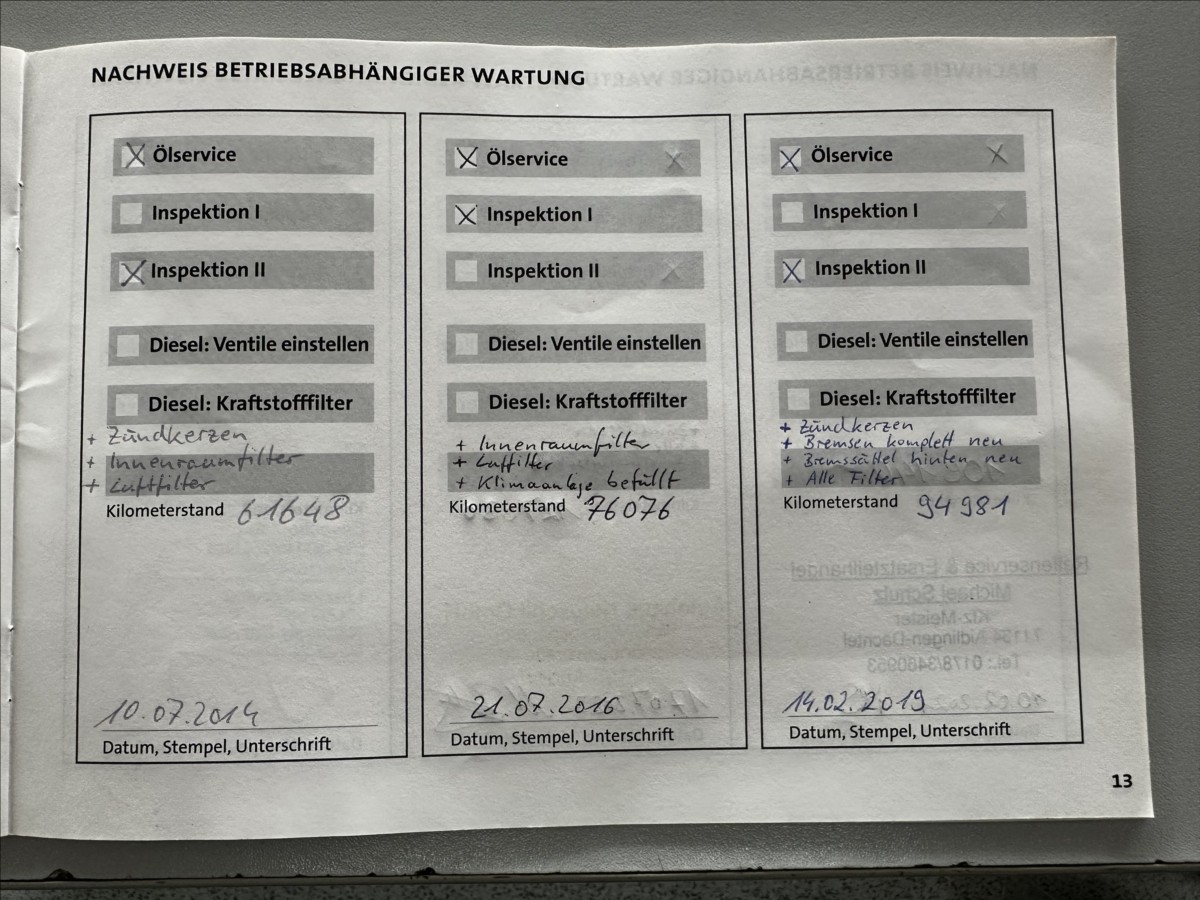 NACHWEIS BETRIEBSABHÄNGIGER WARTUNG
Ölservice
Inspektion I
Inspektion II
Diesel: Ventile einstellen
Diesel: Kraftstofffilter
+ Zündkerzen
+ Innenraumfilter
+ Luftfilter
Kilometerstand 61648
10.07.2014
Datum, Stempel, Unterschrift
Ölservice
Inspektion I
Inspektion II
Diesel: Ventile einstellen
Diesel: Kraftstofffilter
+ Innenraumfilter
+ Luffilter
+ Klimaanlage befüllt
Kilometerstand 76076
21.07.2016
Datum, Stempel, Unterschrift
Ölservice
Inspektion I
Inspektion II
Diesel: Ventile einstellen
Diesel: Kraftstofffilter
+ Zündkerzen
+ Bremsen komplett neu
+ Bremssättel hinten neu
+ Alle Filter
Kilometerstand 94981
14.02.2019
Datum, Stempel, Unterschrift
13